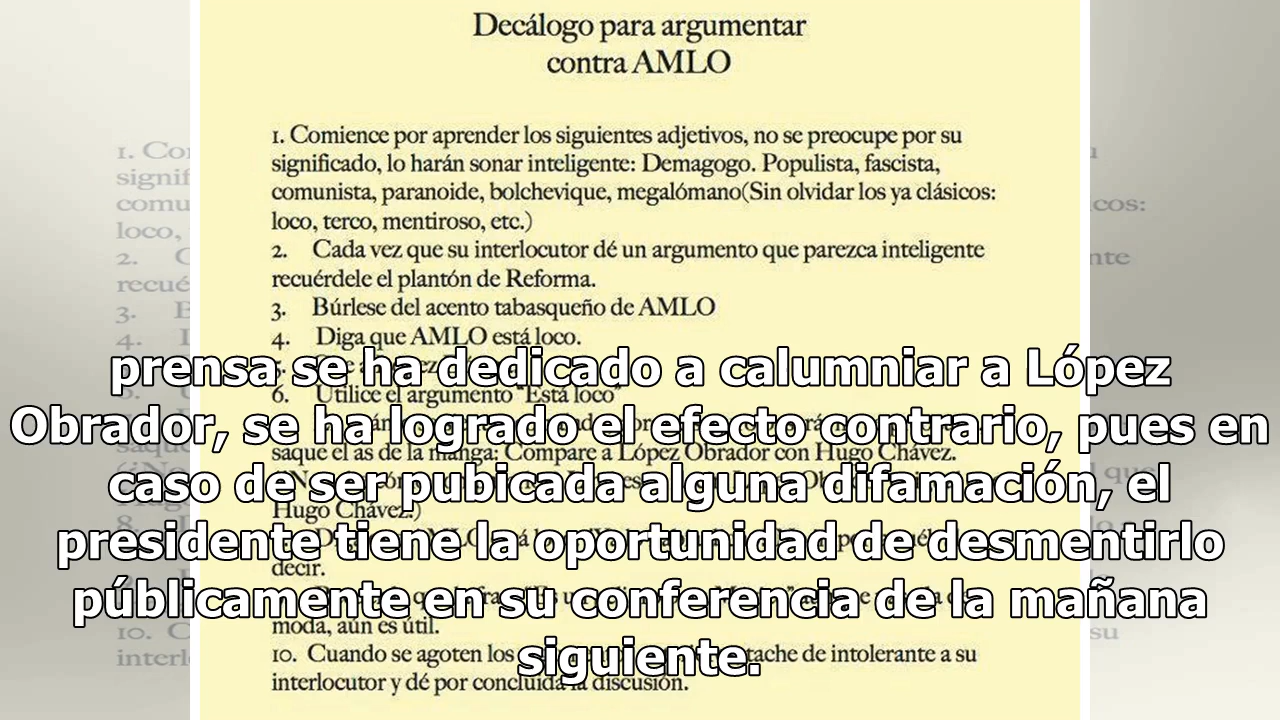 Decálogo para argumentar
contra AMLO
1. Comience por aprender los siguientes adjetivos, no se preocupe por su
significado, lo harán sonar inteligente: Demagogo. Populista, fascista,
comunista, paranoide, bolchevique, megalómano(Sin olvidar los ya clásicos:
loco, terco, mentiroso, etc.)
2. Cada vez que su interlocutor dé un argumento que parezca inteligente
recuérdele el plantón de Reforma.
3. Búrlese del acento tabasqueño de AMLO
4. Diga que AMLO está loco.
6. Utilice el argumento "Está loco"
saque el as de la manga: Compare a López Obrador con Hugo Chávez.
Hugo Chávez.)
decir.
moda, aún es útil.
10. Cuando se agoten los tache de intolerante a su
interlocutor y dé por concluida la discusión.
prensa se ha dedicado a calumniar a López
Obrador, se ha logrado el efecto contrario, pues en
caso de ser pubicada alguna difamación, el
presidente tiene la oportunidad de desmentirlo
públicamente en su conferencia de la mañana
siguiente.